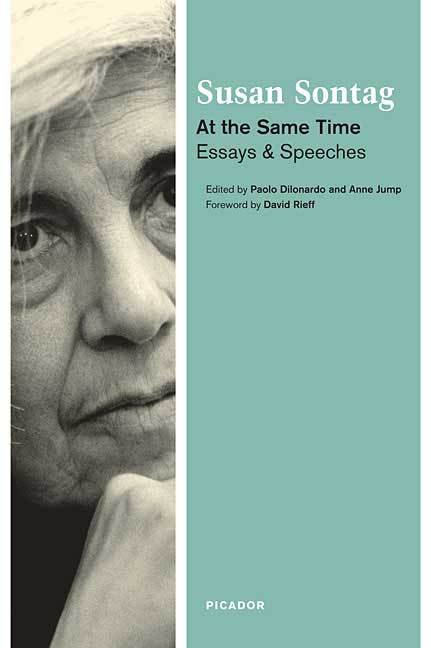 Susan Sontag
At the Same Time
Essays & Speeches
Edited by Paolo Dilonardo and Anne Jump
Foreword by David Rieff
PICADOR